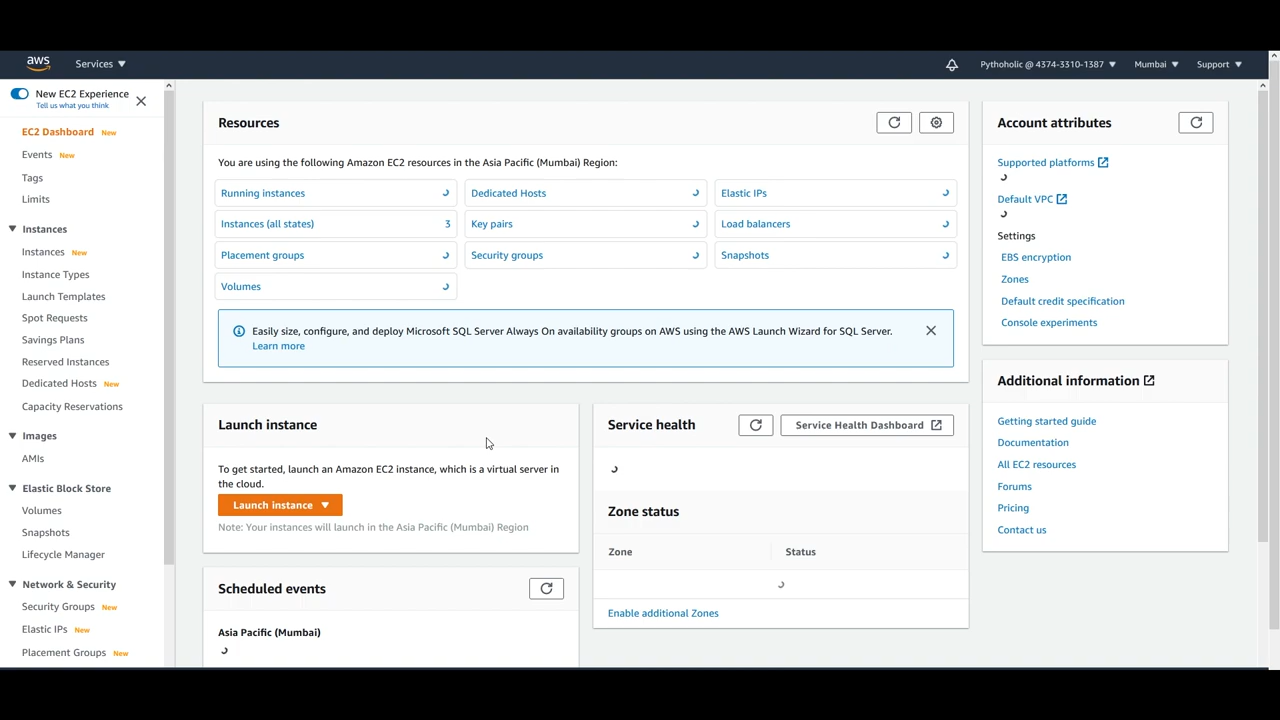 aws
Services
Pythoholic @ 4374-3310-1387
Mumbai
Support
New EC2 Experience
Tell us what you think
EC2 Dashboard New
Events New
Tags
Limits
Instances
Instances New
Instance Types
Launch Templates
Spot Requests
Savings Plans
Reserved Instances
Dedicated Hosts New
Capacity Reservations
Images
AMIs
Elastic Block Store
Volumes
Snapshots
Lifecycle Manager
Network & Security
Security Groups New
Elastic IPs New
Placement Groups New
Resources
You are using the following Amazon EC2 resources in the Asia Pacific (Mumbai) Region:
Running instances
Dedicated Hosts
Elastic IPs
Instances (all states) 3
Key pairs
Load balancers
Placement groups
Security groups
Snapshots
Volumes
Easily size, configure, and deploy Microsoft SQL Server Always On availability groups on AWS using the AWS Launch Wizard for SQL Server.
Learn more
Launch instance
To get started, launch an Amazon EC2 instance, which is a virtual server in
the cloud.
Launch instance
Note: Your instances will launch in the Asia Pacific (Mumbai) Region
Scheduled events
Asia Pacific (Mumbai)
Service health
Service Health Dashboard
Zone status
Zone
Status
Enable additional Zones
Account attributes
Supported platforms
Default VPC
Settings
EBS encryption
Zones
Default credit specification
Console experiments
Additional information
Getting started guide
Documentation
All EC2 resources
Forums
Pricing
Contact us